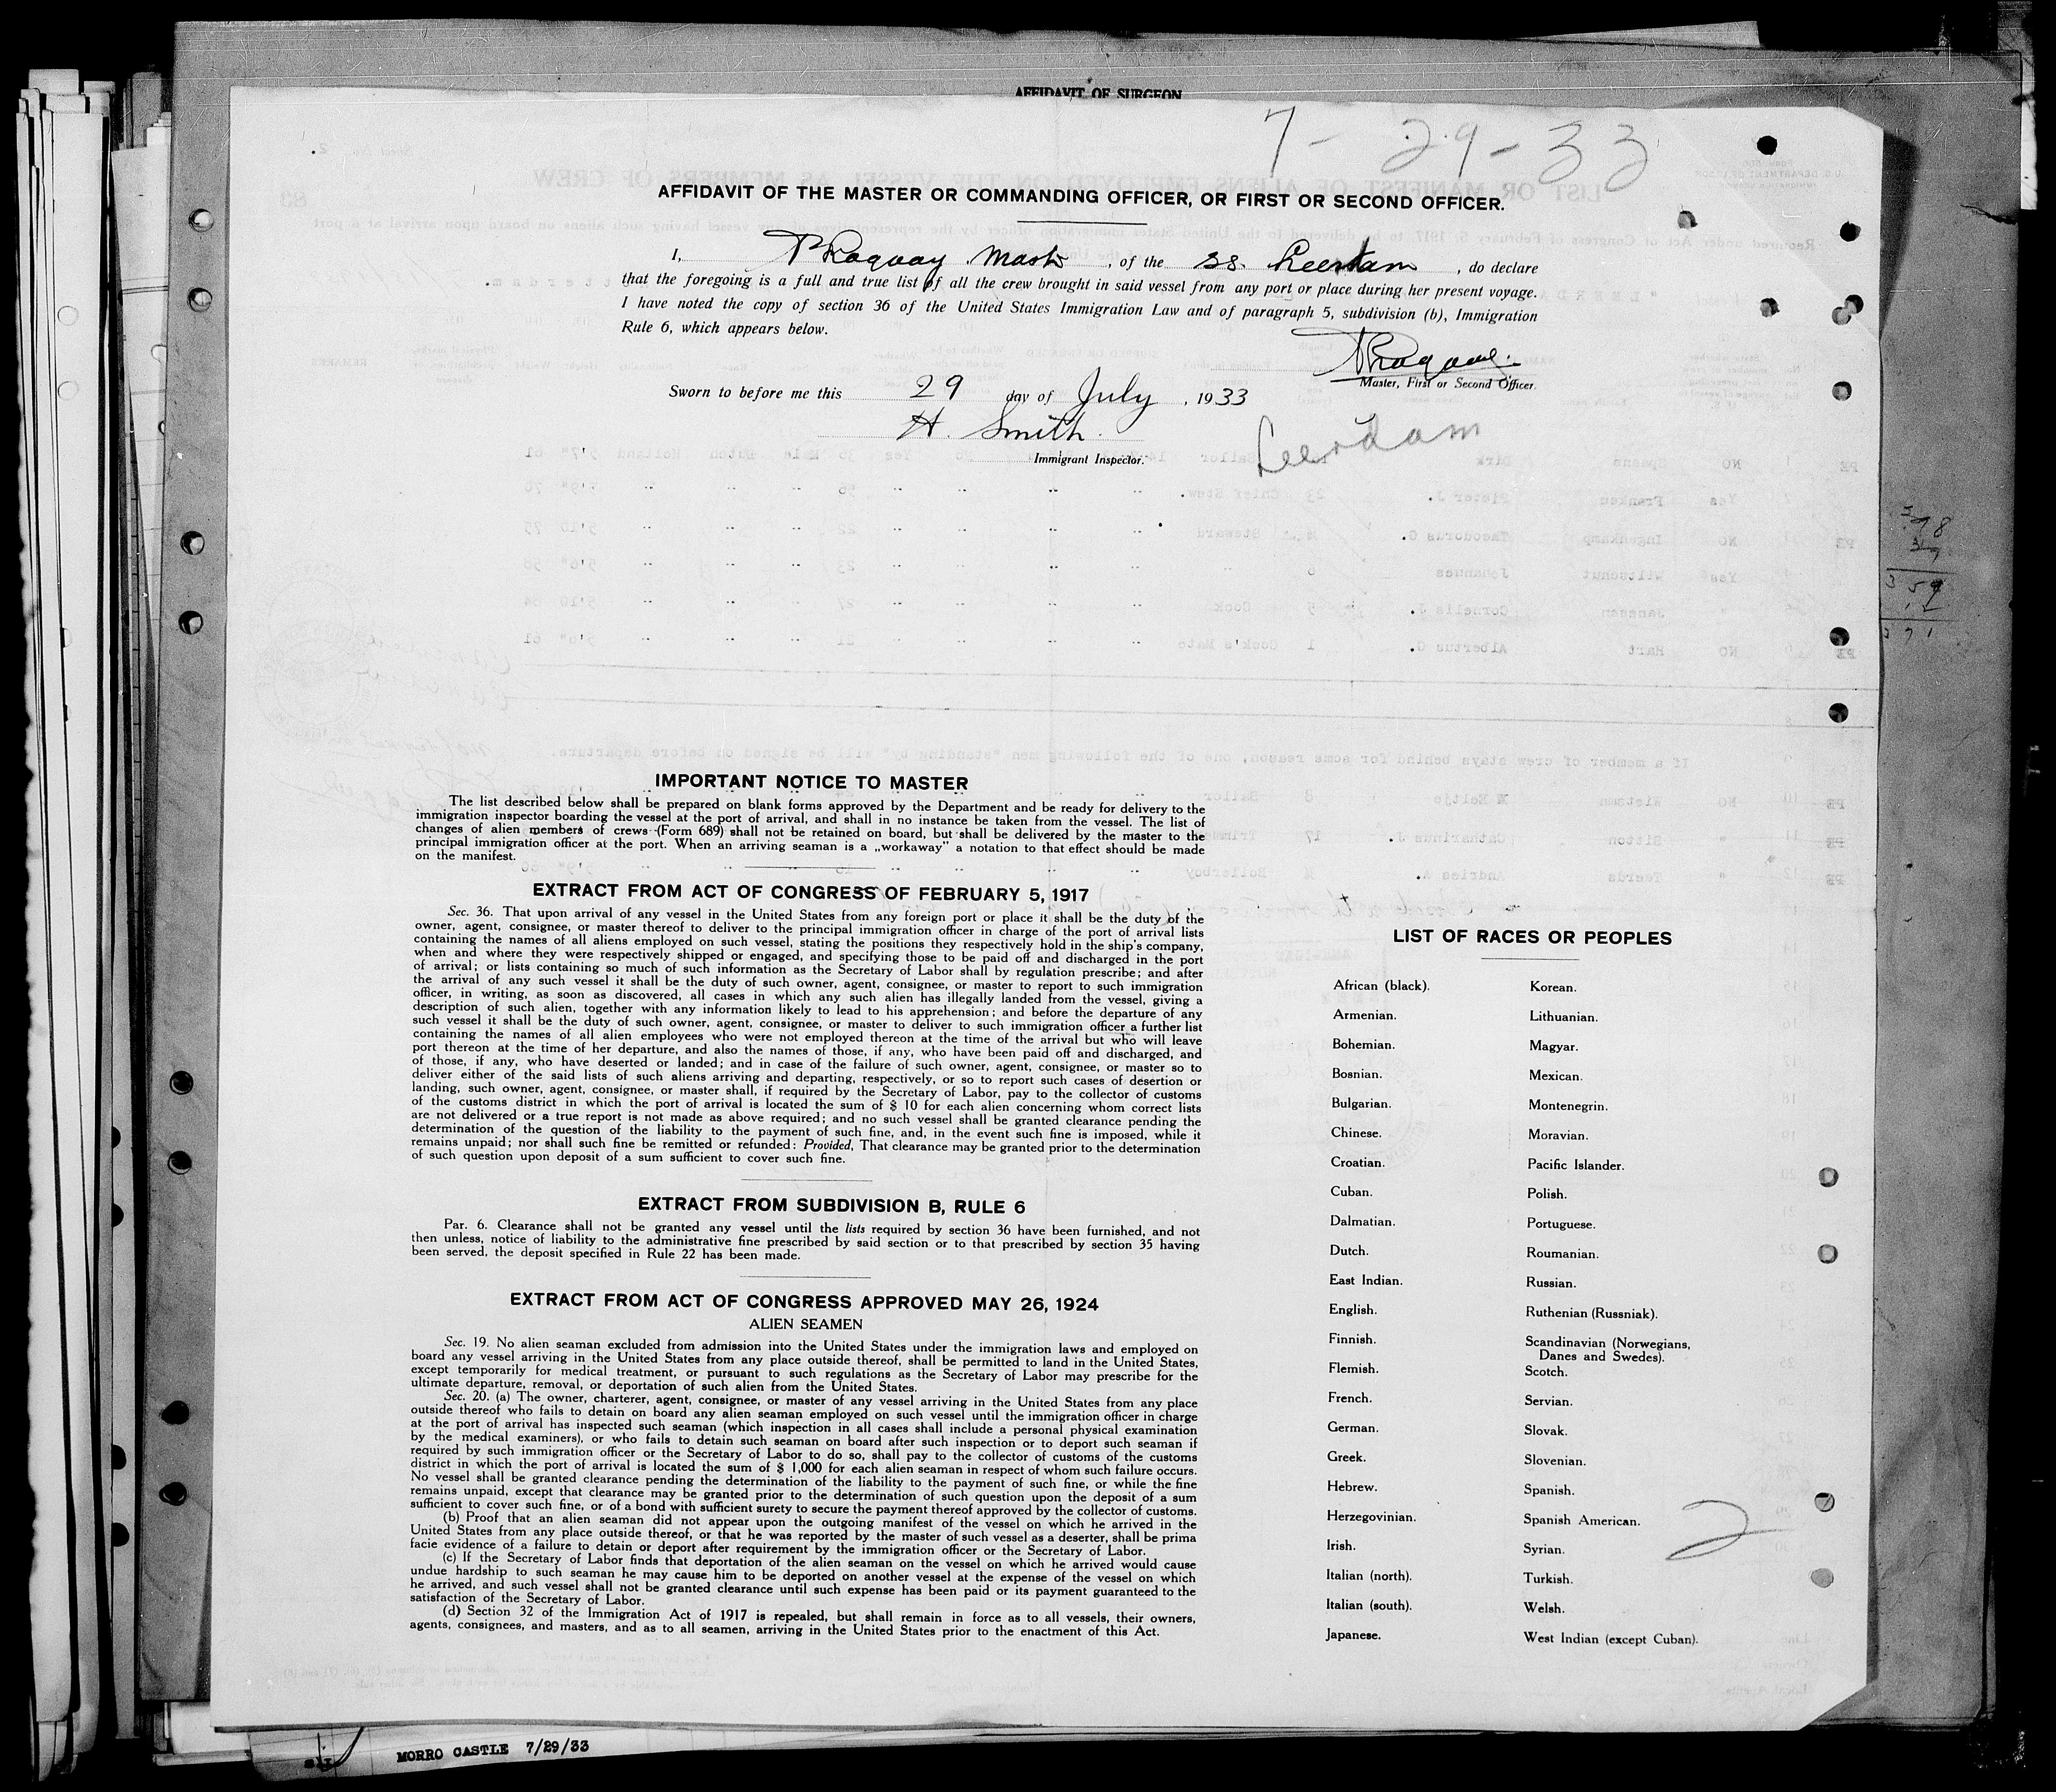 AFFIDAVIT OF SURGEON
7-29-33
AFFIDAVIT OF THE MASTER OR COMMANDING OFFICER, OR FIRST OR SECOND OFFICER.
I, Master, of the SS. Leerdam, do declare
that the foregoing is a full and true list of all the crew brought in said vessel from any port or place during her present voyage.
I have noted the copy of section 36 of the United States Immigration Law and of paragraph 5, subdivision (b), Immigration
Rule 6, which appears below.
Master, First or Second Officer.
Sworn to before me this 29 day of July, 1933
H. Smith.
Immigrant Inspector.
Leerdam
IMPORTANT NOTICE TO MASTER
The list described below shall be prepared on blank forms approved by the Department and be ready for delivery to the
immigration inspector boarding the vessel at the port of arrival, and shall in no instance be taken from the vessel. The list of
changes of alien members of crews (Form 689) shall not be retained on board, but shall be delivered by the master to the
principal immigration officer at the port. When an arriving seaman is a „workaway” a notation to that effect should be made
on the manifest.
EXTRACT FROM ACT OF CONGRESS OF FEBRUARY 5, 1917
Sec. 36. That upon arrival of any vessel in the United States from any foreign port or place it shall be the duty of the
owner, agent, consignee, or master thereof to deliver to the principal immigration officer in charge of the port of arrival lists
containing the names of all aliens employed on such vessel, stating the positions they respectively hold in the ship's company,
when and where they were respectively shipped or engaged, and specifying those to be paid off and discharged in the port
of arrival; or lists containing so much of such information as the Secretary of Labor shall by regulation prescribe; and after
the arrival of any such vessel it shall be the duty of such owner, agent, consignee, or master to report to such immigration
officer, in writing, as soon as discovered, all cases in which any such alien has illegally landed from the vessel, giving a
description of such alien, together with any information likely to lead to his apprehension; and before the departure of any
such vessel it shall be the duty of such owner, agent, consignee, or master to deliver to such immigration officer a further list
containing the names of all alien employees who were not employed thereon at the time of the arrival but who will leave
port thereon at the time of her departure, and also the names of those, if any, who have been paid off and discharged, and
of those, if any, who have deserted or landed; and in case of the failure of such owner, agent, consignee, or master so to
deliver either of the said lists of such aliens arriving and departing, respectively, or so to report such cases of desertion or
landing, such owner, agent, consignee, or master shall, if required by the Secretary of Labor, pay to the collector of customs
of the customs district in which the port of arrival is located the sum of $ 10 for each alien concerning whom correct lists
are not delivered or a true report is not made as above required; and no such vessel shall be granted clearance pending the
determination of the question of the liability to the payment of such fine, and, in the event such fine is imposed, while it
remains unpaid; nor shall such fine be remitted or refunded: Provided, That clearance may be granted prior to the determination
of such question upon deposit of a sum sufficient to cover such fine.
EXTRACT FROM SUBDIVISION B, RULE 6
Par. 6. Clearance shall not be granted any vessel until the lists required by section 36 have been furnished, and not
then unless, notice of liability to the administrative fine prescribed by said section or to that prescribed by section 35 having
been served, the deposit specified in Rule 22 has been made.
EXTRACT FROM ACT OF CONGRESS APPROVED MAY 26, 1924
ALIEN SEAMEN
Sec. 19. No alien seaman excluded from admission into the United States under the immigration laws and employed on
board any vessel arriving in the United States from any place outside thereof, shall be permitted to land in the United States,
except temporarily for medical treatment, or pursuant to such regulations as the Secretary of Labor may prescribe for the
ultimate departure, removal, or deportation of such alien from the United States.
Sec. 20. (a) The owner, charterer, agent, consignee, or master of any vessel arriving in the United States from any place
outside thereof who fails to detain on board any alien seaman employed on such vessel until the immigration officer in charge
at the port of arrival has inspected such seaman (which inspection in all cases shall include a personal physical examination
by the medical examiners), or who fails to detain such seaman on board after such inspection or to deport such seaman if
required by such immigration officer or the Secretary of Labor to do so, shall pay to the collector of customs of the customs
district in which the port of arrival is located the sum of $ 1,000 for each alien seaman in respect of whom such failure occurs.
No vessel shall be granted clearance pending the determination of the liability to the payment of such fine, or while the fine
remains unpaid, except that clearance may be granted prior to the determination of such question upon the deposit of a sum
sufficient to cover such fine, or of a bond with sufficient surety to secure the payment thereof approved by the collector of customs.
(b) Proof that an alien seaman did not appear upon the outgoing manifest of the vessel on which he arrived in the
United States from any place outside thereof, or that he was reported by the master of such vessel as a deserter, shall be prima
facie evidence of a failure to detain or deport after requirement by the immigration officer or the Secretary of Labor.
(c) If the Secretary of Labor finds that deportation of the alien seaman on the vessel on which he arrived would cause
undue hardship to such seaman he may cause him to be deported on another vessel at the expense of the vessel on which
he arrived, and such vessel shall not be granted clearance until such expense has been paid or its payment guaranteed to the
satisfaction of the Secretary of Labor.
(d) Section 32 of the Immigration Act of 1917 is repealed, but shall remain in force as to all vessels, their owners,
agents, consignees, and masters, and as to all seamen, arriving in the United States prior to the enactment of this Act.
LIST OF RACES OR PEOPLES
African (black).
Armenian.
Bohemian.
Bosnian.
Bulgarian.
Chinese.
Croatian.
Cuban.
Dalmatian.
Dutch.
East Indian.
English.
Finnish.
Flemish.
French.
German.
Greek.
Hebrew.
Herzegovinian.
Irish.
Italian (north).
Italian (south).
Japanese.
Korean.
Lithuanian.
Magyar.
Mexican.
Montenegrin.
Moravian.
Pacific Islander.
Polish.
Portuguese.
Roumanian.
Russian.
Ruthenian (Russniak).
Scandinavian (Norwegians,
Danes and Swedes).
Scotch.
Servian.
Slovak.
Slovenian.
Spanish.
Spanish American.
Syrian.
Turkish.
Welsh.
West Indian (except Cuban).
2
MORRO CASTLE 7/29/33